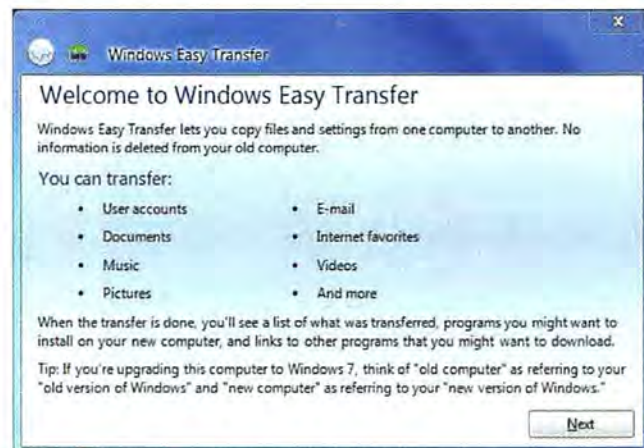 Windows Easy Transfer
Welcome to Windows Easy Transfer
Windows Easy Transfer lets you copy files and settings from one computer to another. No
information is deleted from your old computer.
You can transfer:
• User accounts
• E-mail
• Documents
• Internet favorites
• Music
• Videos
• Pictures
• And more
When the transfer is done, you'll see a list of what was transferred, programs you might want to
install on your new computer, and links to other programs that you might want to download.
Tip: If you're upgrading this computer to Windows 7, think of "old computer" as referring to your
"old version of Windows" and "new computer" as referring to your "new version of Windows."
Next